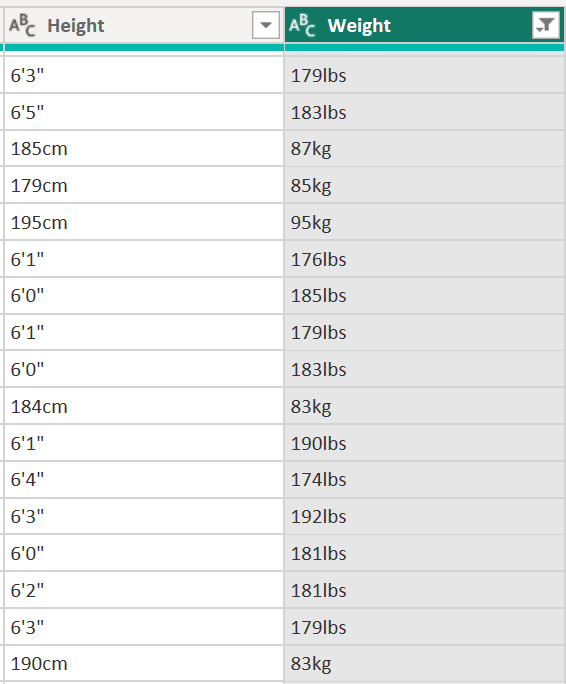 ABC Height ABC Weight
6'3" 179lbs
6'5" 183lbs
185cm 87kg
179cm 85kg
195cm 95kg
6'1" 176lbs
6'0" 185lbs
6'1" 179lbs
6'0" 183lbs
184cm 83kg
6'1" 190lbs
6'4" 174lbs
6'3" 192lbs
6'0" 181lbs
6'2" 181lbs
6'3" 179lbs
190cm 83kg